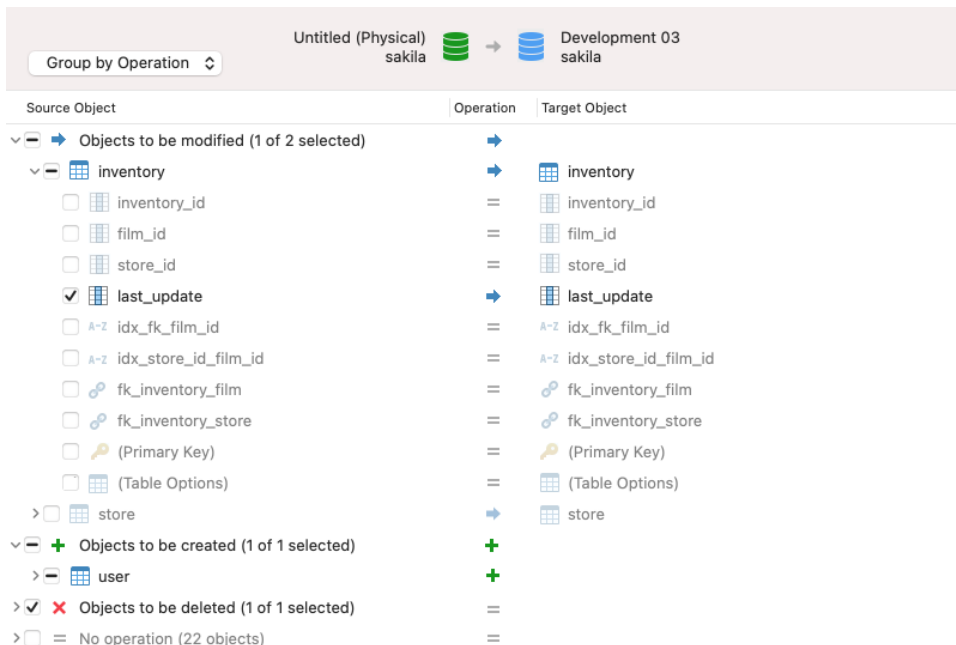 Untitled (Physical) Development 03
Group by Operation sakila sakila
Source Object Operation Target Object
Objects to be modified (1 of 2 selected)
inventory inventory
inventory_id = inventory_id
film_id = film_id
store_id = store_id
last_update last_update
A-Z idx_fk_film_id = A-Z idx_fk_film_id
A-Z idx_store_id_film_id = A-Z idx_store_id_film_id
fk_inventory_film = fk_inventory_film
fk_inventory_store = fk_inventory_store
(Primary Key) = (Primary Key)
(Table Options) = (Table Options)
store store
Objects to be created (1 of 1 selected)
user
Objects to be deleted (1 of 1 selected) =
= No operation (22 objects) =